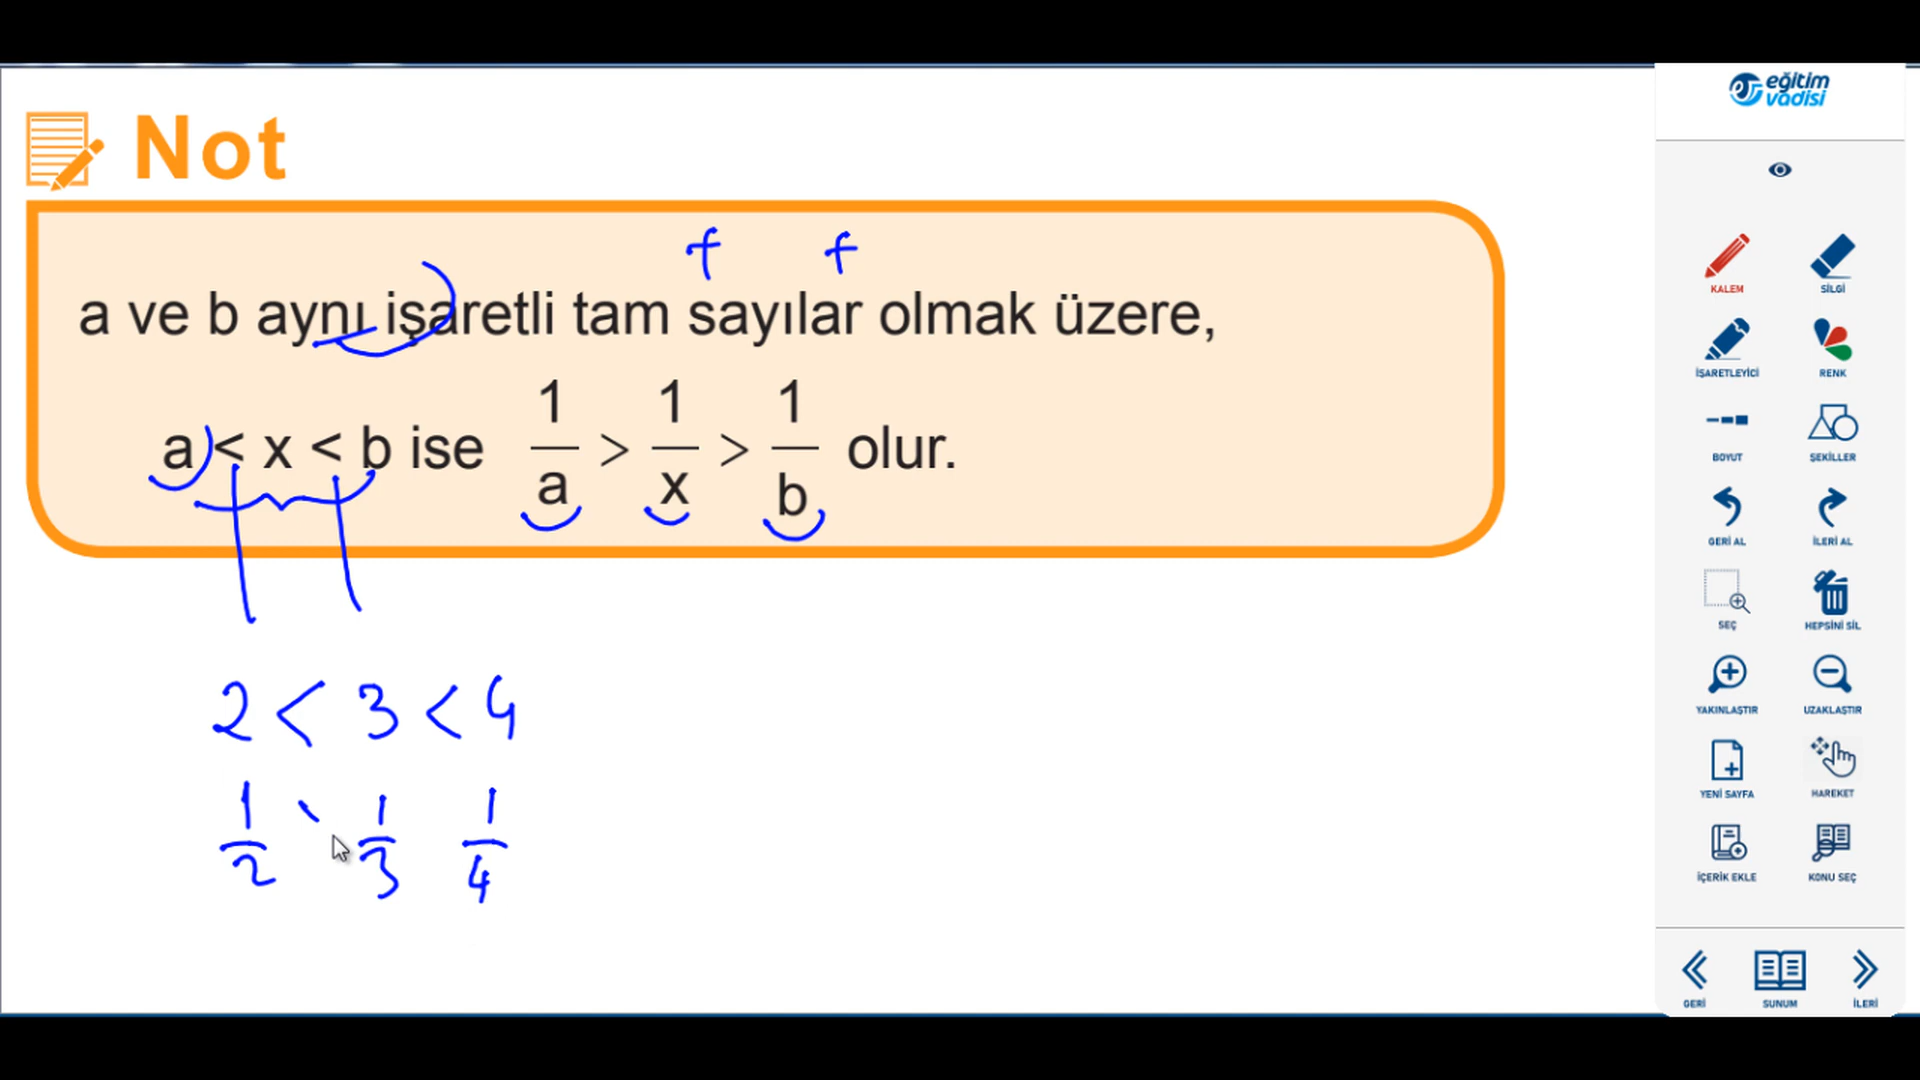 eğitim
vadisi
Not
+ +
a ve b aynı işaretli tam sayılar olmak üzere,
a < x < b ise 1/a > 1/x > 1/b olur.
2 < 3 < 4
1/2 1/3 1/4
KALEM
SİLGİ
İŞARETLEYİCİ
RENK
BOYUT
ŞEKİLLER
GERİ AL
İLERİ AL
SEÇ
HEPSİNİ SİL
YAKINLAŞTIR
UZAKLAŞTIR
YENİ SAYFA
HAREKET
İÇERİK EKLE
KONU SEÇ
GERİ
SUNUM
İLERİ